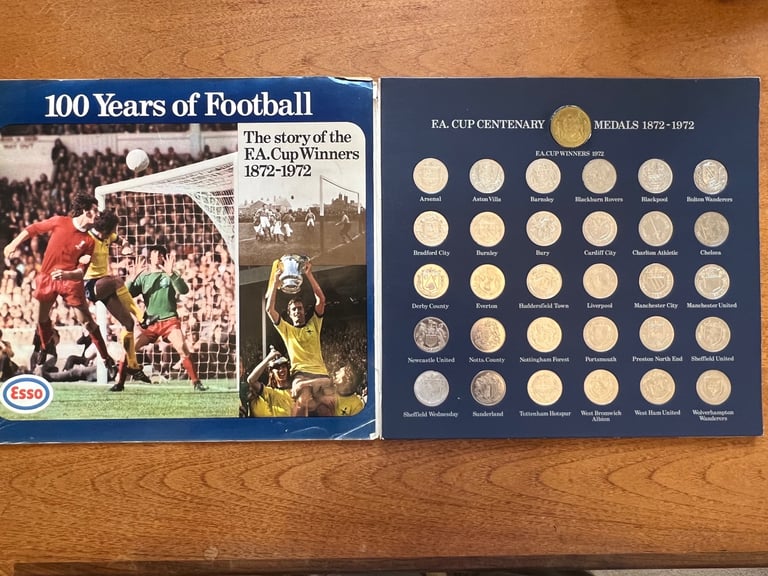 100 Years of Football
The story of the
F.A. Cup Winners
1872-1972
Esso
F.A. CUP CENTENARY MEDALS 1872-1972
F.A. CUP WINNERS 1972
Arsenal Aston Villa Barnsley Blackburn Rovers Blackpool Bolton Wanderers
Bradford City Burnley Bury Cardiff City Charlton Athletic Chelsea
Derby County Everton Huddersfield Town Liverpool Manchester City Manchester United
Newcastle United Notts. County Nottingham Forest Portsmouth Preston North End Sheffield United
Sheffield Wednesday Sunderland Tottenham Hotspur West Bromwich West Ham United Wolverhampton
Albion Wanderers